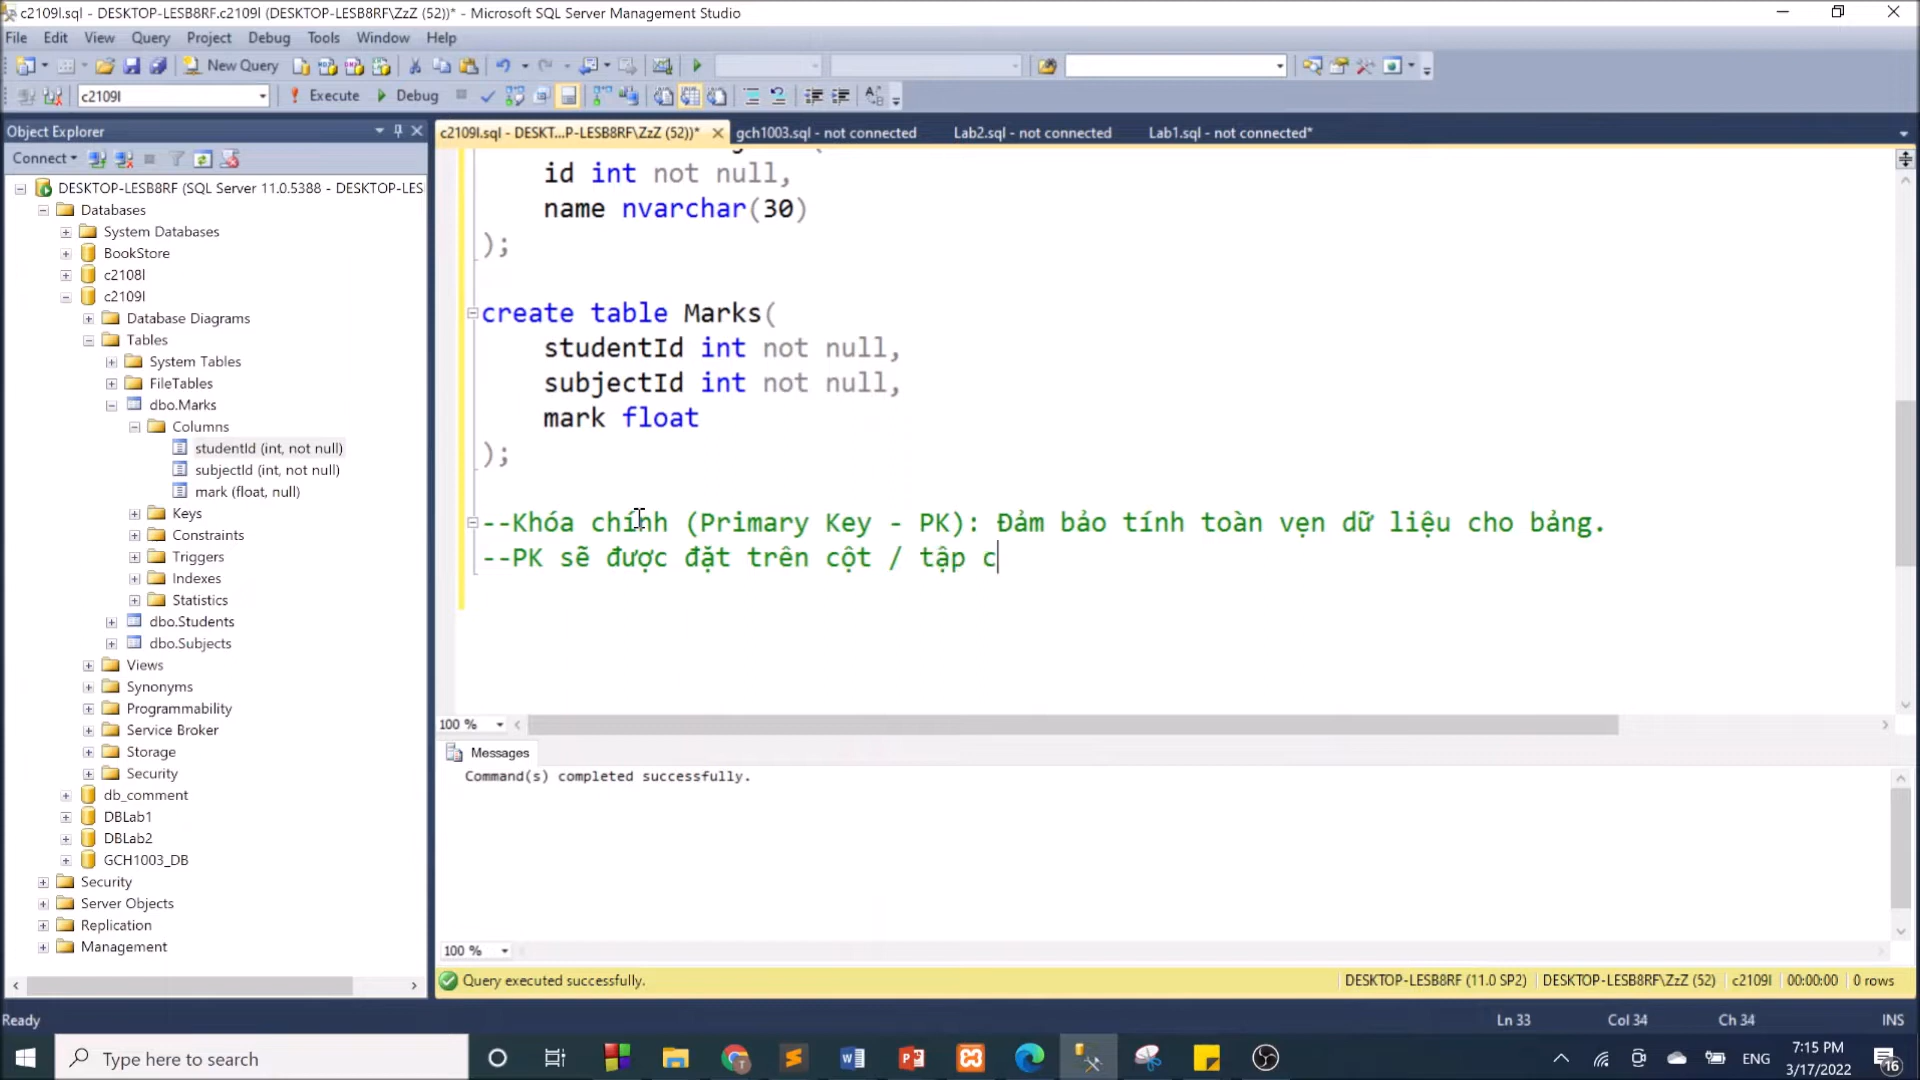 c2109l.sql - DESKTOP-LESB8RF.c2109l (DESKTOP-LESB8RF\ZzZ (52))* - Microsoft SQL Server Management Studio
File Edit View Query Project Debug Tools Window Help
New Query
c2109l Execute Debug
Object Explorer
c2109l.sql - DESKT...P-LESB8RF\ZzZ (52))* gch1003.sql - not connected Lab2.sql - not connected Lab1.sql - not connected*
Connect
DESKTOP-LESB8RF (SQL Server 11.0.5388 - DESKTOP-LES
Databases
System Databases
BookStore
c2108l
c2109l
Database Diagrams
Tables
System Tables
FileTables
dbo.Marks
Columns
studentId (int, not null)
subjectId (int, not null)
mark (float, null)
Keys
Constraints
Triggers
Indexes
Statistics
dbo.Students
dbo.Subjects
Views
Synonyms
Programmability
Service Broker
Storage
Security
db_comment
DBLab1
DBLab2
GCH1003_DB
Security
Server Objects
Replication
Management
id int not null,
name nvarchar(30)
);
create table Marks(
studentId int not null,
subjectId int not null,
mark float
);
--Khóa chính (Primary Key - PK): Đảm bảo tính toàn vẹn dữ liệu cho bảng.
--PK sẽ được đặt trên cột / tập c
100 %
Messages
Command(s) completed successfully.
100 %
Query executed successfully. DESKTOP-LESB8RF (11.0 SP2) DESKTOP-LESB8RF\ZzZ (52) c2109l 00:00:00 0 rows
Ready Ln 33 Col 34 Ch 34 INS
Type here to search
ENG
7:15 PM
3/17/2022
16